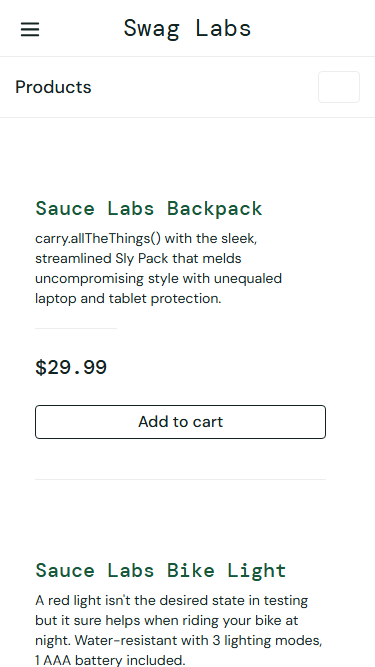 Swag Labs
Products
Sauce Labs Backpack
carry.allTheThings() with the sleek,
streamlined Sly Pack that melds
uncompromising style with unequaled
laptop and tablet protection.
$29.99
Add to cart
Sauce Labs Bike Light
A red light isn't the desired state in testing
but it sure helps when riding your bike at
night. Water-resistant with 3 lighting modes,
1 AAA battery included.